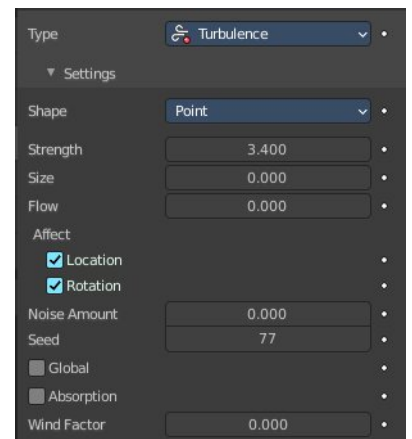 Type Turbulence
Settings
Shape Point
Strength 3.400
Size 0.000
Flow 0.000
Affect
Location
Rotation
Noise Amount 0.000
Seed 77
Global
Absorption
Wind Factor 0.000